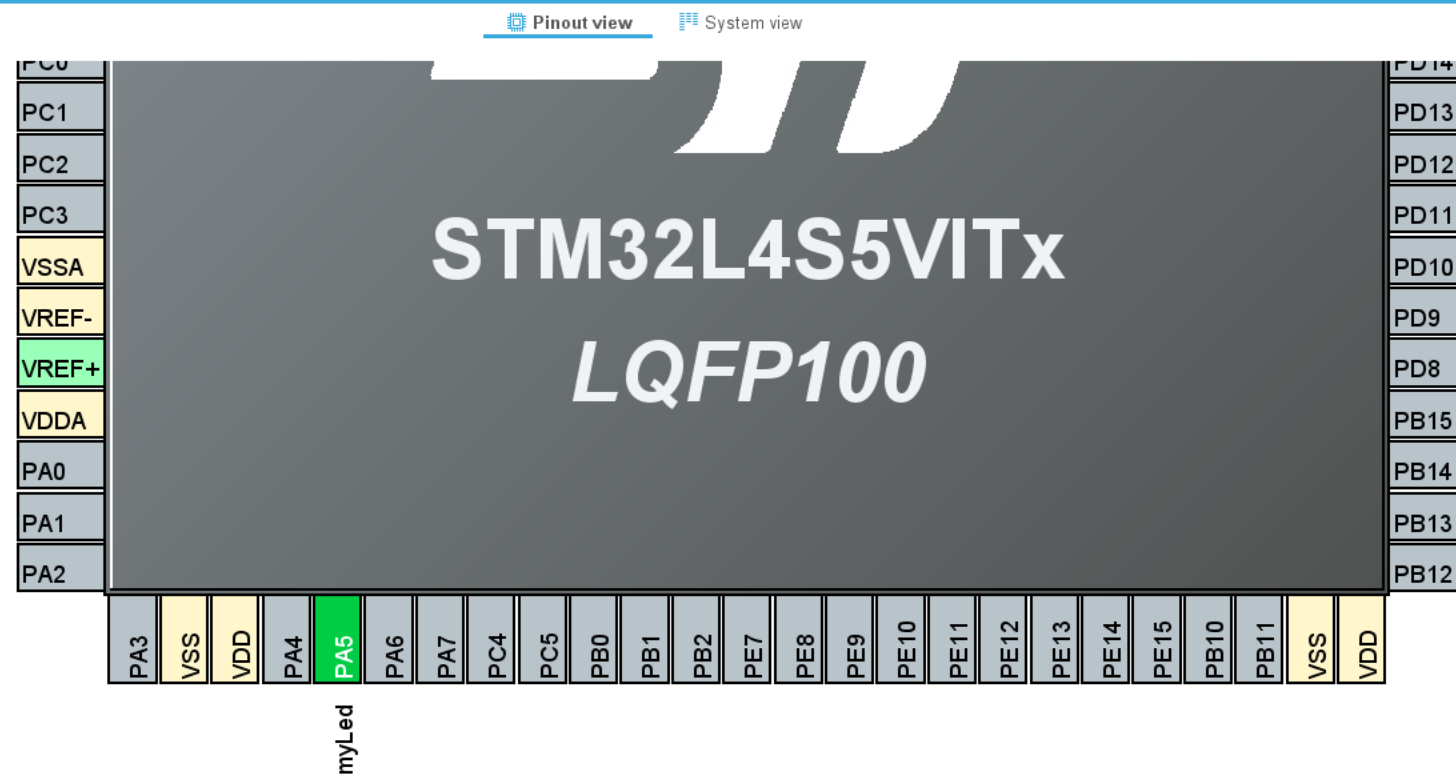 Pinout view
System view
PC0
PC1
PC2
PC3
VSSA
VREF-
VREF+
VDDA
PA0
PA1
PA2
STM32L4S5VITx
LQFP100
PD14
PD13
PD12
PD11
PD10
PD9
PD8
PB15
PB14
PB13
PB12
PA3
VSS
VDD
PA4
PA5
PA6
PA7
PC4
PC5
PB0
PB1
PB2
PE7
PE8
PE9
PE10
PE11
PE12
PE13
PE14
PE15
PB10
PB11
VSS
VDD
myLed